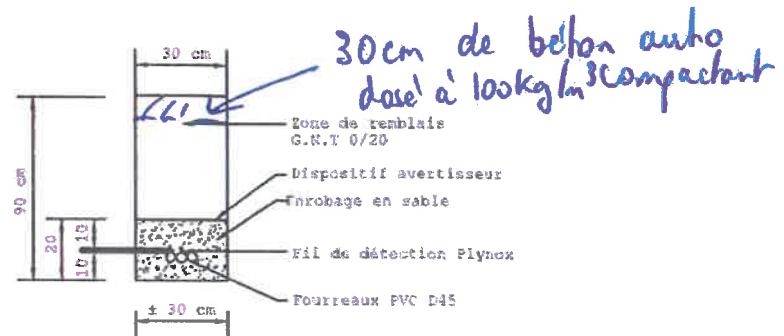 30 cm
30cm de béton auto
dosé à 100kg/m³ compactant
Zone de remblais
G.N.T 0/20
Dispositif avertisseur
Enrobage en sable
90 cm
20
10
10
Fil de détection Plynox
Fourreaux PVC D45
± 30 cm